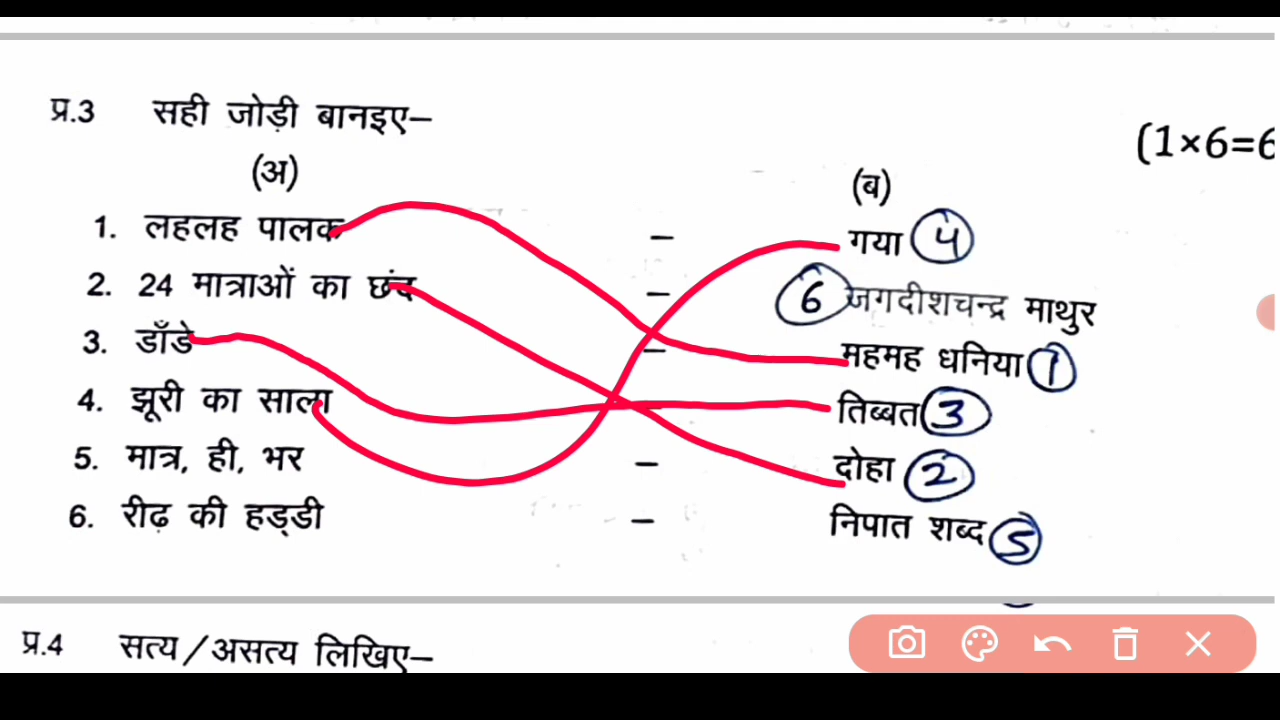 प्र.3 सही जोड़ी बानइए– (1×6=6
(अ) (ब)
1. लहलह पालक – गया 4
2. 24 मात्राओं का छंद – 6 जगदीशचन्द्र माथुर
3. डाँडे – महमह धनिया 1
4. झूरी का साला – तिब्बत 3
5. मात्र, ही, भर – दोहा 2
6. रीढ़ की हड्डी – निपात शब्द 5
प्र.4 सत्य/असत्य लिखिए–